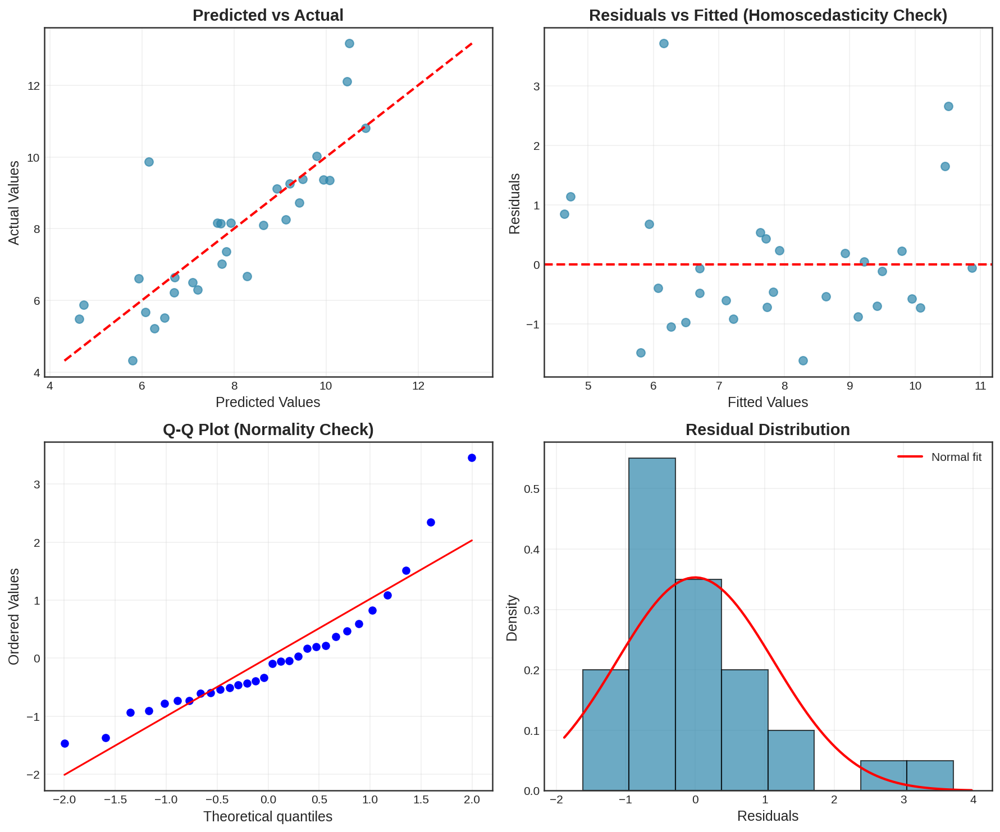 Predicted vs Actual
Actual Values
12
10
8
6
4
4 6 8 10 12
Predicted Values
Residuals vs Fitted (Homoscedasticity Check)
Residuals
3
2
1
0
−1
5 6 7 8 9 10 11
Fitted Values
Q-Q Plot (Normality Check)
Ordered Values
3
2
1
0
−1
−2
−2.0 −1.5 −1.0 −0.5 0.0 0.5 1.0 1.5 2.0
Theoretical quantiles
Residual Distribution
Normal fit
Density
0.5
0.4
0.3
0.2
0.1
0.0
−2 −1 0 1 2 3 4
Residuals